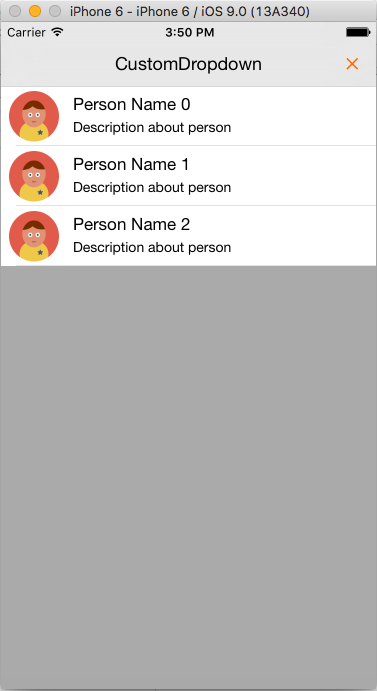 iPhone 6 - iPhone 6 / iOS 9.0 (13A340)
Carrier 3:50 PM
CustomDropdown
Person Name 0
Description about person
Person Name 1
Description about person
Person Name 2
Description about person